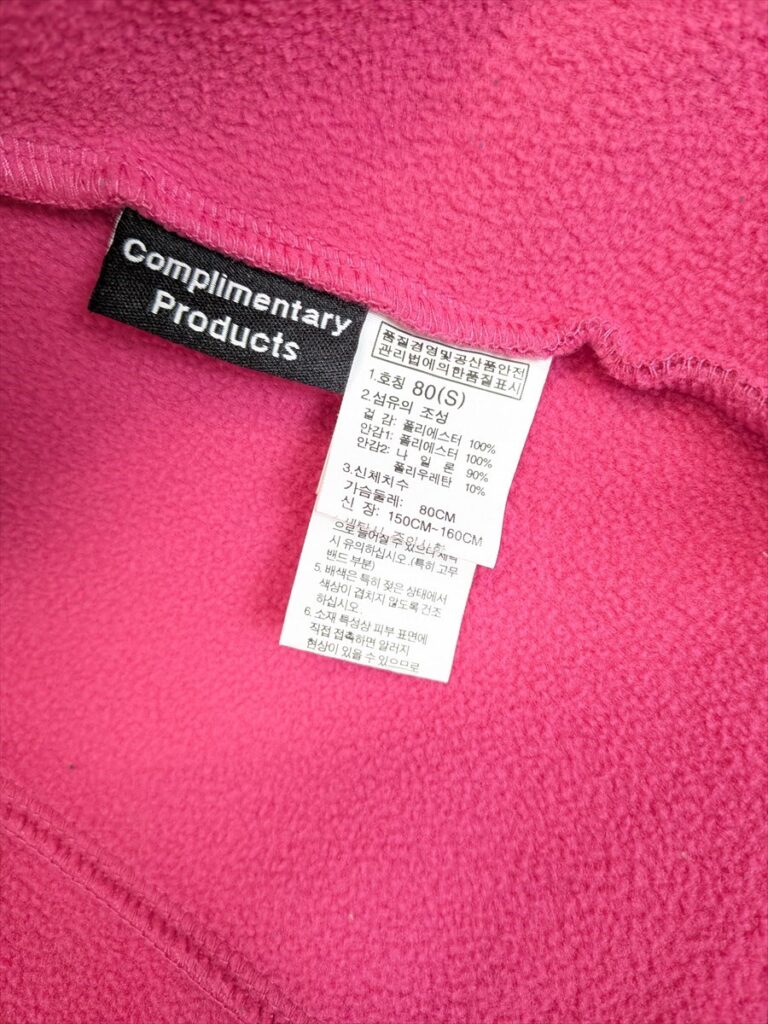 Complimentary
Products
품질경영및공산품안전
관리법에의한품질표시
1.호칭 80(S)
2.섬유의 조성
겉 감: 폴리에스터 100%
안감1: 폴리에스터 100%
안감2: 나 일 론 90%
폴리우레탄 10%
3.신체치수
가슴둘레: 80CM
신 장: 150CM~160CM
시 유의하십시오.(특히 고무
밴드 부분)
5. 배색은 특히 젖은 상태에서
색상이 겹치지 않도록 건조
하십시오.
6. 소재 특성상 피부 표면에
직접 접촉하면 알러지
현상이 있을 수 있으므로